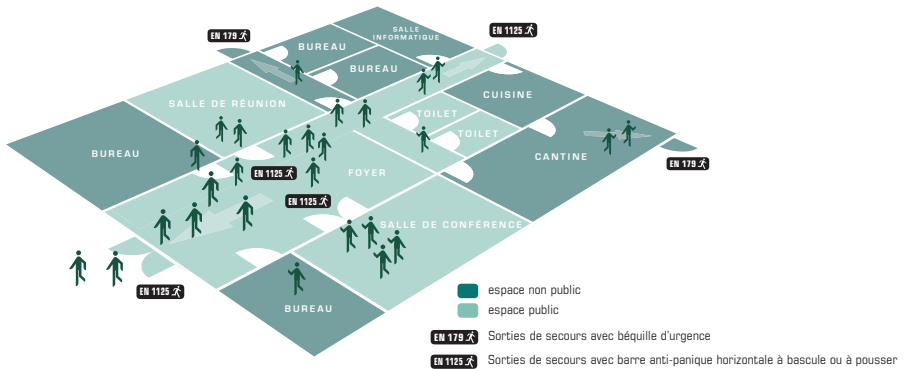 EN 179
EN 1125
SALLE
INFORMATIQUE
BUREAU
BUREAU
CUISINE
SALLE DE RÉUNION
TOILET
TOILET
BUREAU
CANTINE
EN 179
EN 1125
FOYER
EN 1125
SALLE DE CONFÉRENCE
EN 1125
BUREAU
espace non public
espace public
EN 179 Sorties de secours avec béquille d'urgence
EN 1125 Sorties de secours avec barre anti-panique horizontale à bascule ou à pousser